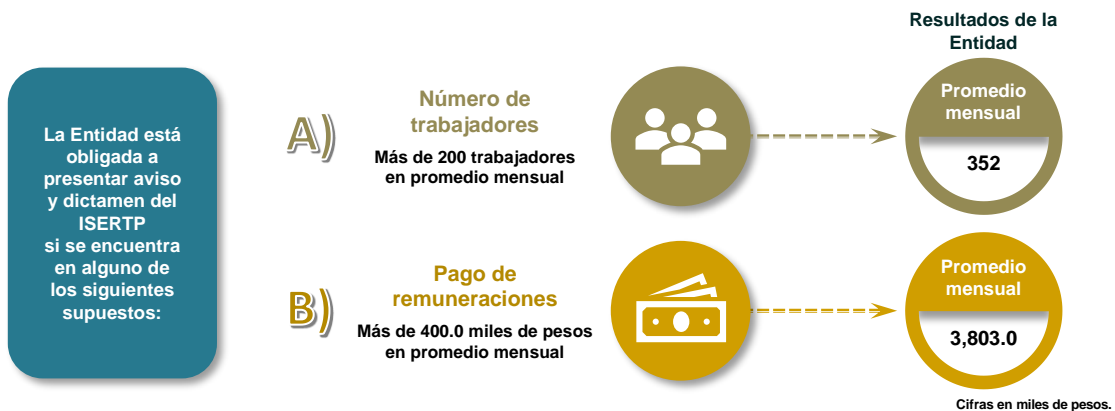 Resultados de la
Entidad
La Entidad está
obligada a
presentar aviso
y dictamen del
ISERTP
si se encuentra
en alguno de
los siguientes
supuestos:
A)
Número de
trabajadores
Más de 200 trabajadores
en promedio mensual
Promedio
mensual
352
B)
Pago de
remuneraciones
Más de 400.0 miles de pesos
en promedio mensual
Promedio
mensual
3,803.0
Cifras en miles de pesos.